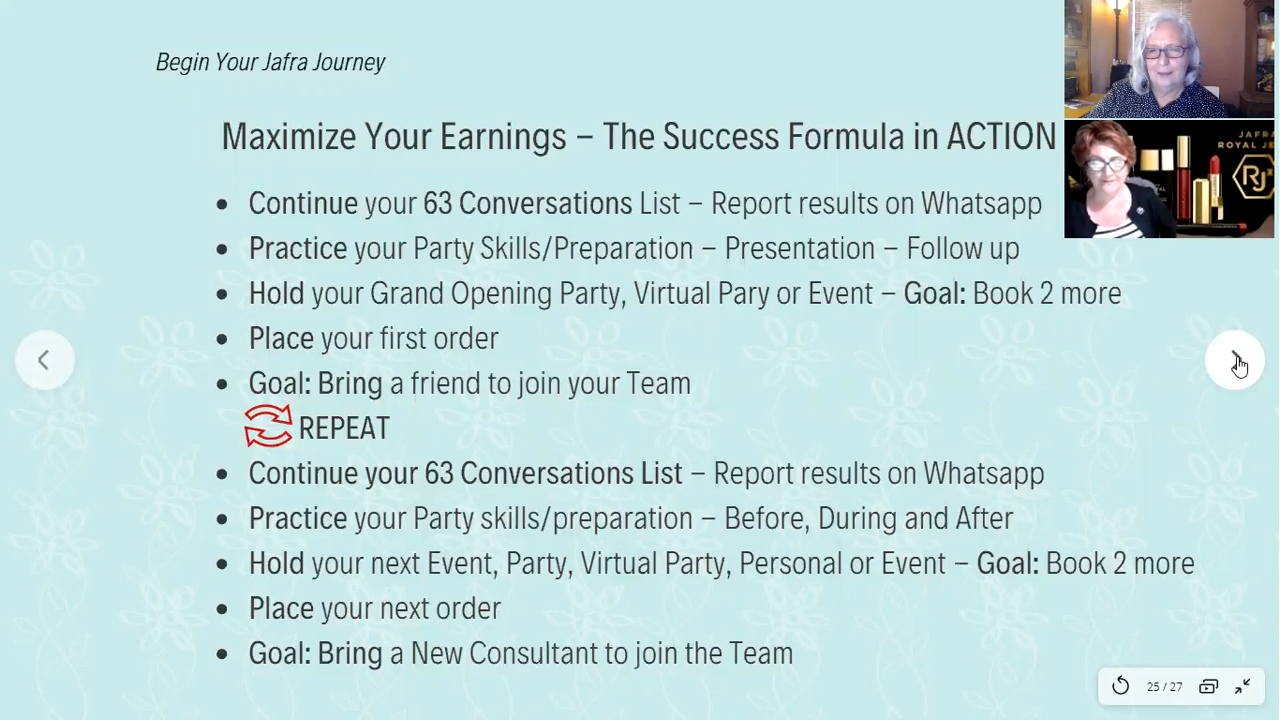 Begin Your Jafra Journey
Maximize Your Earnings – The Success Formula in ACTION
• Continue your 63 Conversations List – Report results on Whatsapp
• Practice your Party Skills/Preparation – Presentation – Follow up
• Hold your Grand Opening Party, Virtual Pary or Event – Goal: Book 2 more
• Place your first order
• Goal: Bring a friend to join your Team
REPEAT
• Continue your 63 Conversations List – Report results on Whatsapp
• Practice your Party skills/preparation – Before, During and After
• Hold your next Event, Party, Virtual Party, Personal or Event – Goal: Book 2 more
• Place your next order
• Goal: Bring a New Consultant to join the Team
JAFRA
ROYAL JE
RJ
25 / 27